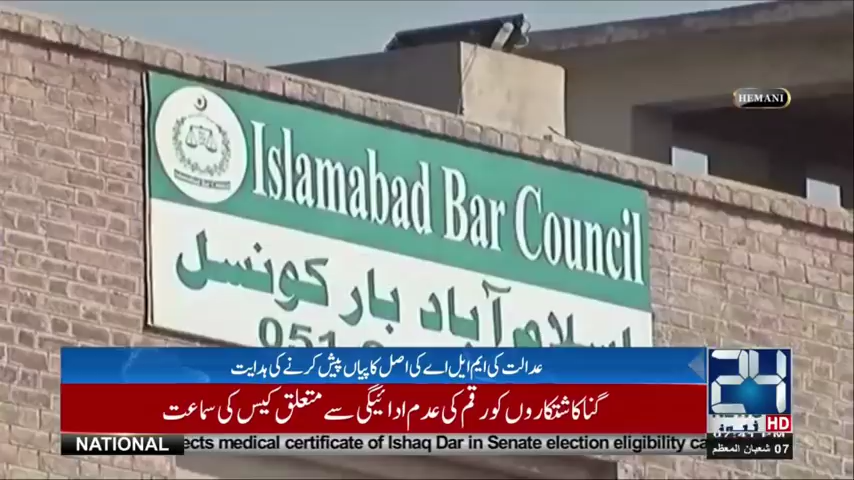 HEMANI
Islamabad Bar Council
اسلام آباد بار کونسل
051
عدالت کی ایم ایل اے کی اصل کاپیاں پیش کرنے کی ہدایت
گنا کاشتکاروں کو رقم کی عدم ادائیگی سے متعلق کیس کی سماعت
24
نیوز HD
NATIONAL ects medical certificate of Ishaq Dar in Senate election eligibility ca
07 شعبان المعظم